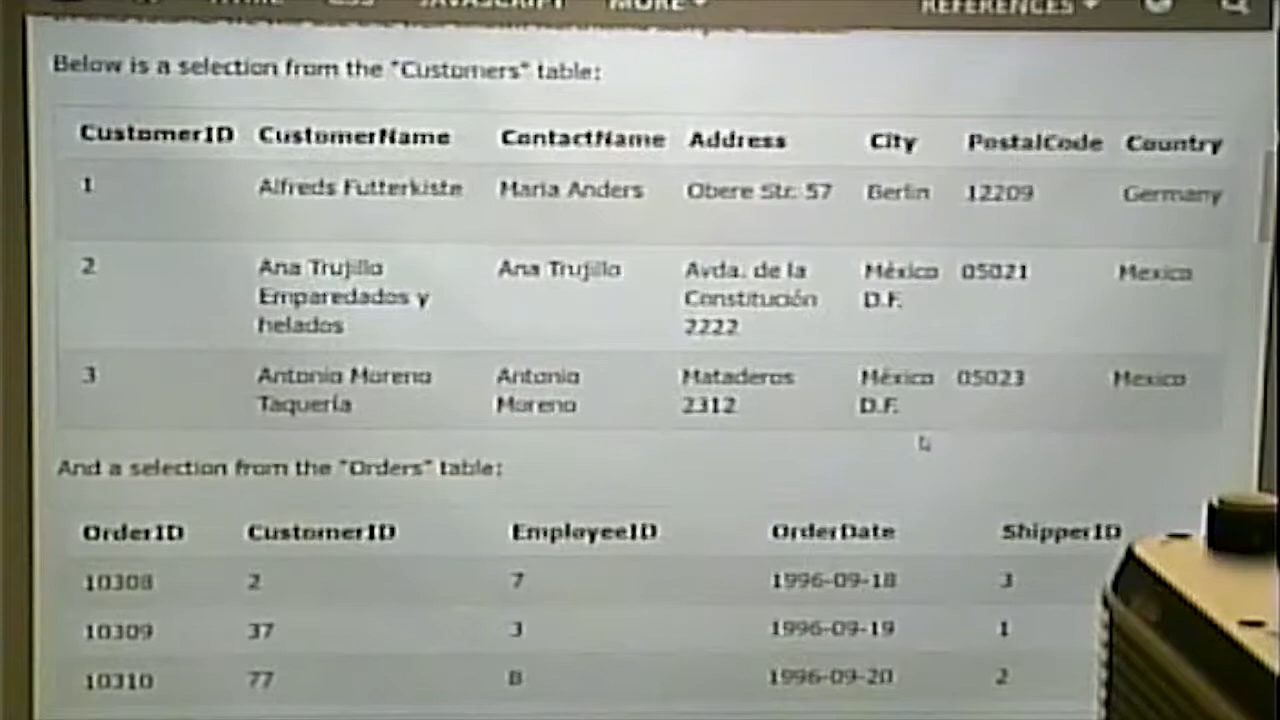 HTML CSS JAVASCRIPT MORE REFERENCES
Below is a selection from the "Customers" table:
CustomerID CustomerName ContactName Address City PostalCode Country
1 Alfreds Futterkiste Maria Anders Obere Str. 57 Berlin 12209 Germany
2 Ana Trujillo Ana Trujillo Avda. de la México 05021 Mexico
Emparedados y Constitución D.F.
helados 2222
3 Antonio Moreno Antonio Mataderos México 05023 Mexico
Taquería Moreno 2312 D.F.
And a selection from the "Orders" table:
OrderID CustomerID EmployeeID OrderDate ShipperID
10308 2 7 1996-09-18 3
10309 37 3 1996-09-19 1
10310 77 8 1996-09-20 2